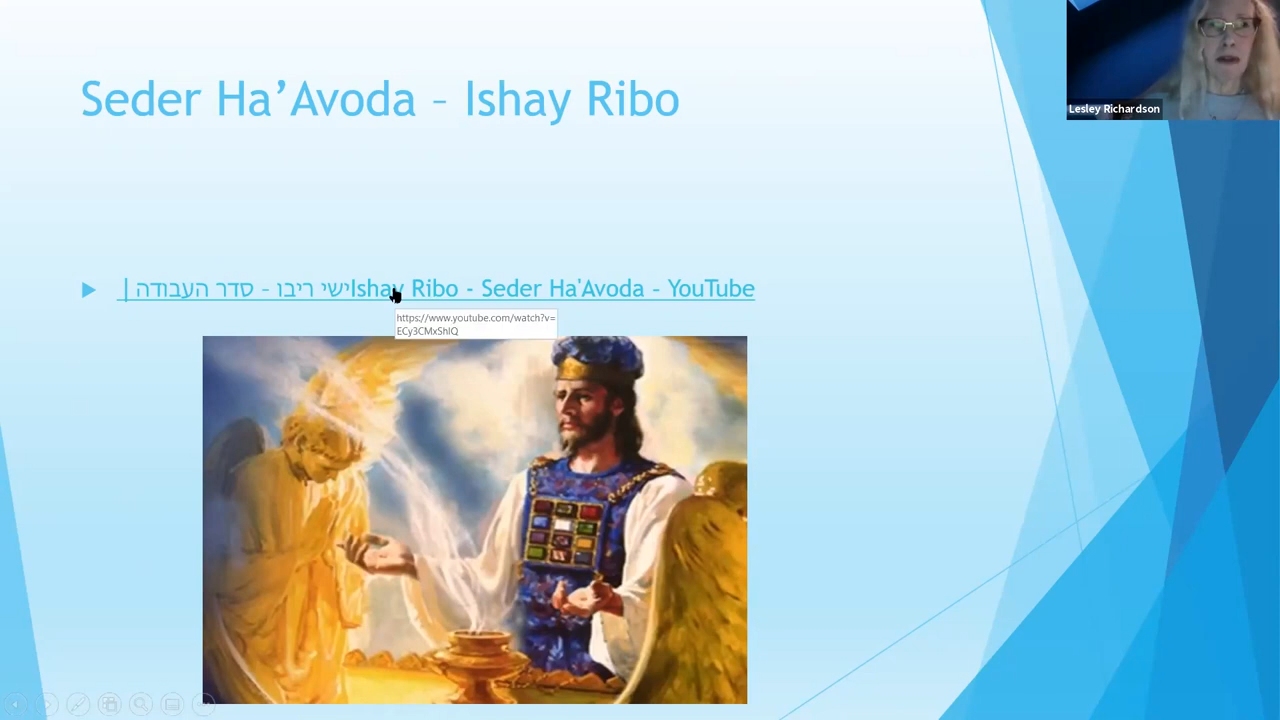 Seder Ha’Avoda – Ishay Ribo
Lesley Richardson
ישי ריבו - סדר העבודה | Ishay Ribo - Seder Ha'Avoda - YouTube
https://www.youtube.com/watch?v=
ECy3CMxShIQ